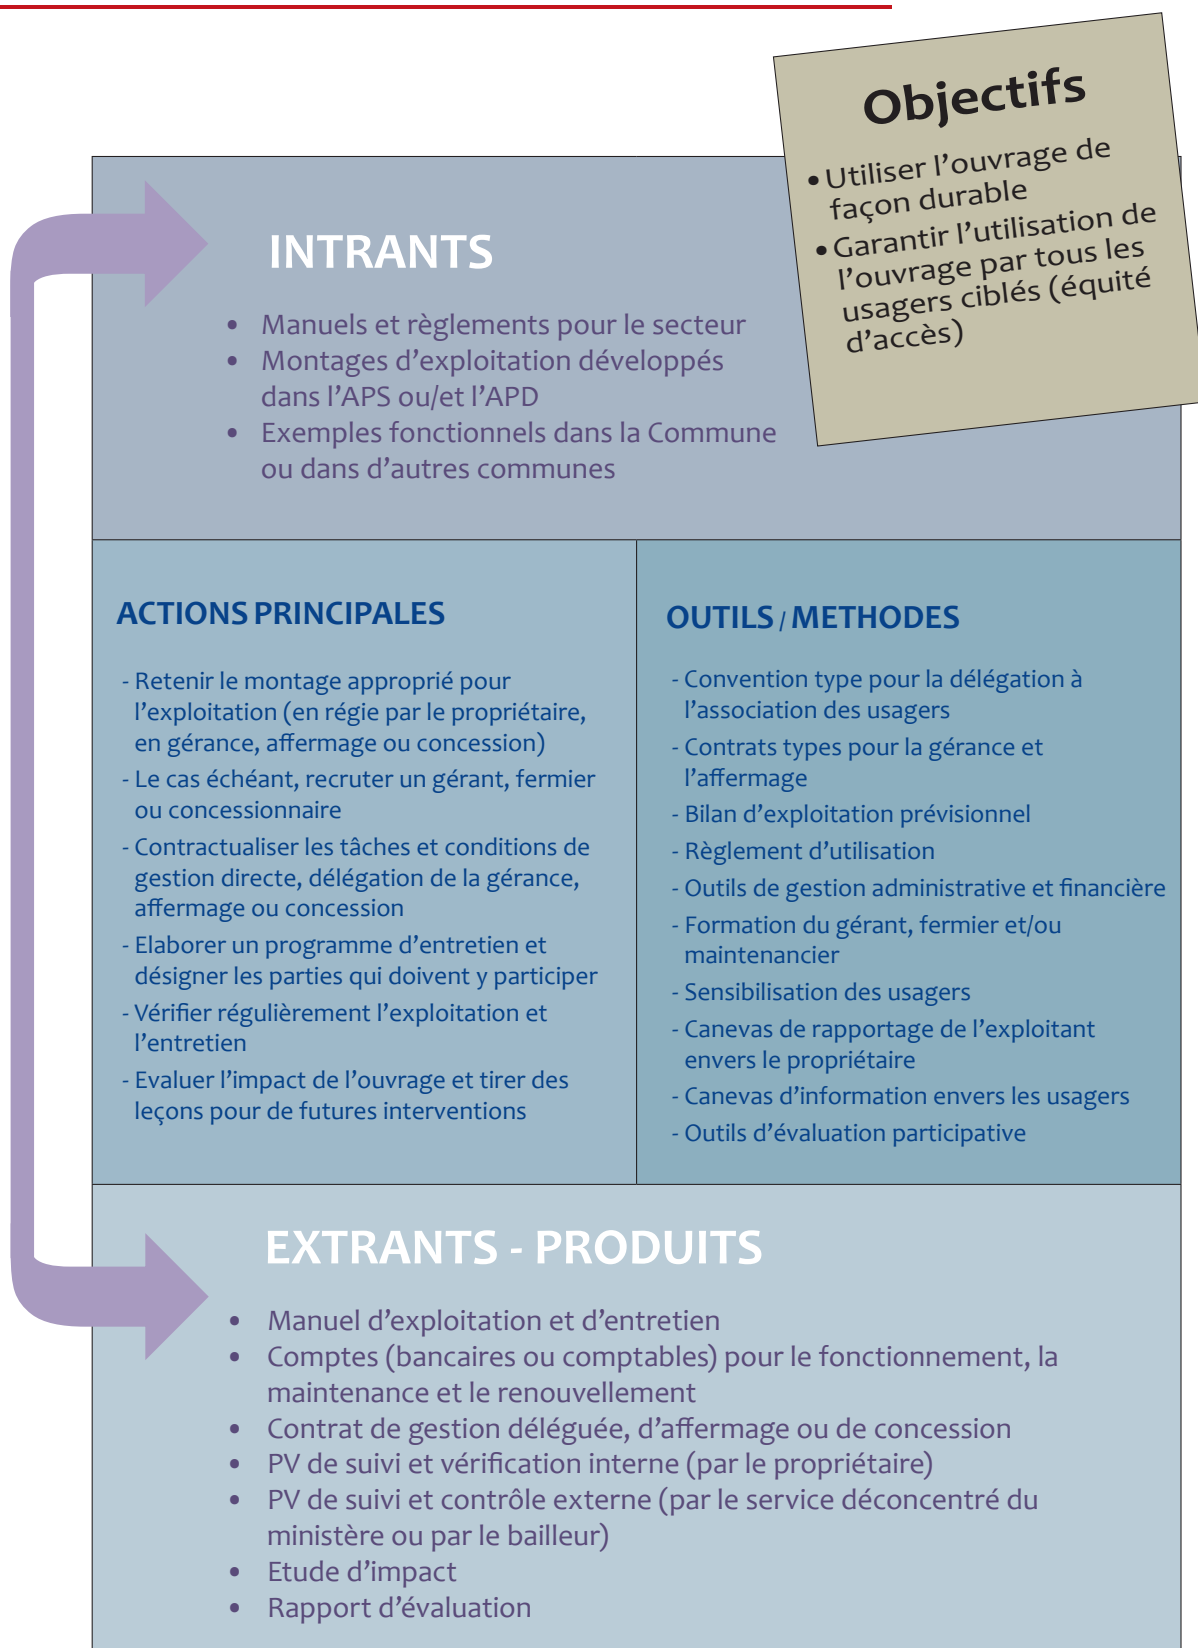 Objectifs
• Utiliser l’ouvrage de
façon durable
• Garantir l’utilisation de
l’ouvrage par tous les
usagers ciblés (équité
d’accès)
INTRANTS
• Manuels et règlements pour le secteur
• Montages d’exploitation développés
dans l’APS ou/et l’APD
• Exemples fonctionnels dans la Commune
ou dans d’autres communes
ACTIONS PRINCIPALES
- Retenir le montage approprié pour
l’exploitation (en régie par le propriétaire,
en gérance, affermage ou concession)
- Le cas échéant, recruter un gérant, fermier
ou concessionnaire
- Contractualiser les tâches et conditions de
gestion directe, délégation de la gérance,
affermage ou concession
- Elaborer un programme d’entretien et
désigner les parties qui doivent y participer
- Vérifier régulièrement l’exploitation et
l’entretien
- Evaluer l’impact de l’ouvrage et tirer des
leçons pour de futures interventions
OUTILS / METHODES
- Convention type pour la délégation à
l’association des usagers
- Contrats types pour la gérance et
l’affermage
- Bilan d’exploitation prévisionnel
- Règlement d’utilisation
- Outils de gestion administrative et financière
- Formation du gérant, fermier et/ou
maintenancier
- Sensibilisation des usagers
- Canevas de rapportage de l’exploitant
envers le propriétaire
- Canevas d’information envers les usagers
- Outils d’évaluation participative
EXTRANTS - PRODUITS
• Manuel d’exploitation et d’entretien
• Comptes (bancaires ou comptables) pour le fonctionnement, la
maintenance et le renouvellement
• Contrat de gestion déléguée, d’affermage ou de concession
• PV de suivi et vérification interne (par le propriétaire)
• PV de suivi et contrôle externe (par le service déconcentré du
ministère ou par le bailleur)
• Etude d’impact
• Rapport d’évaluation